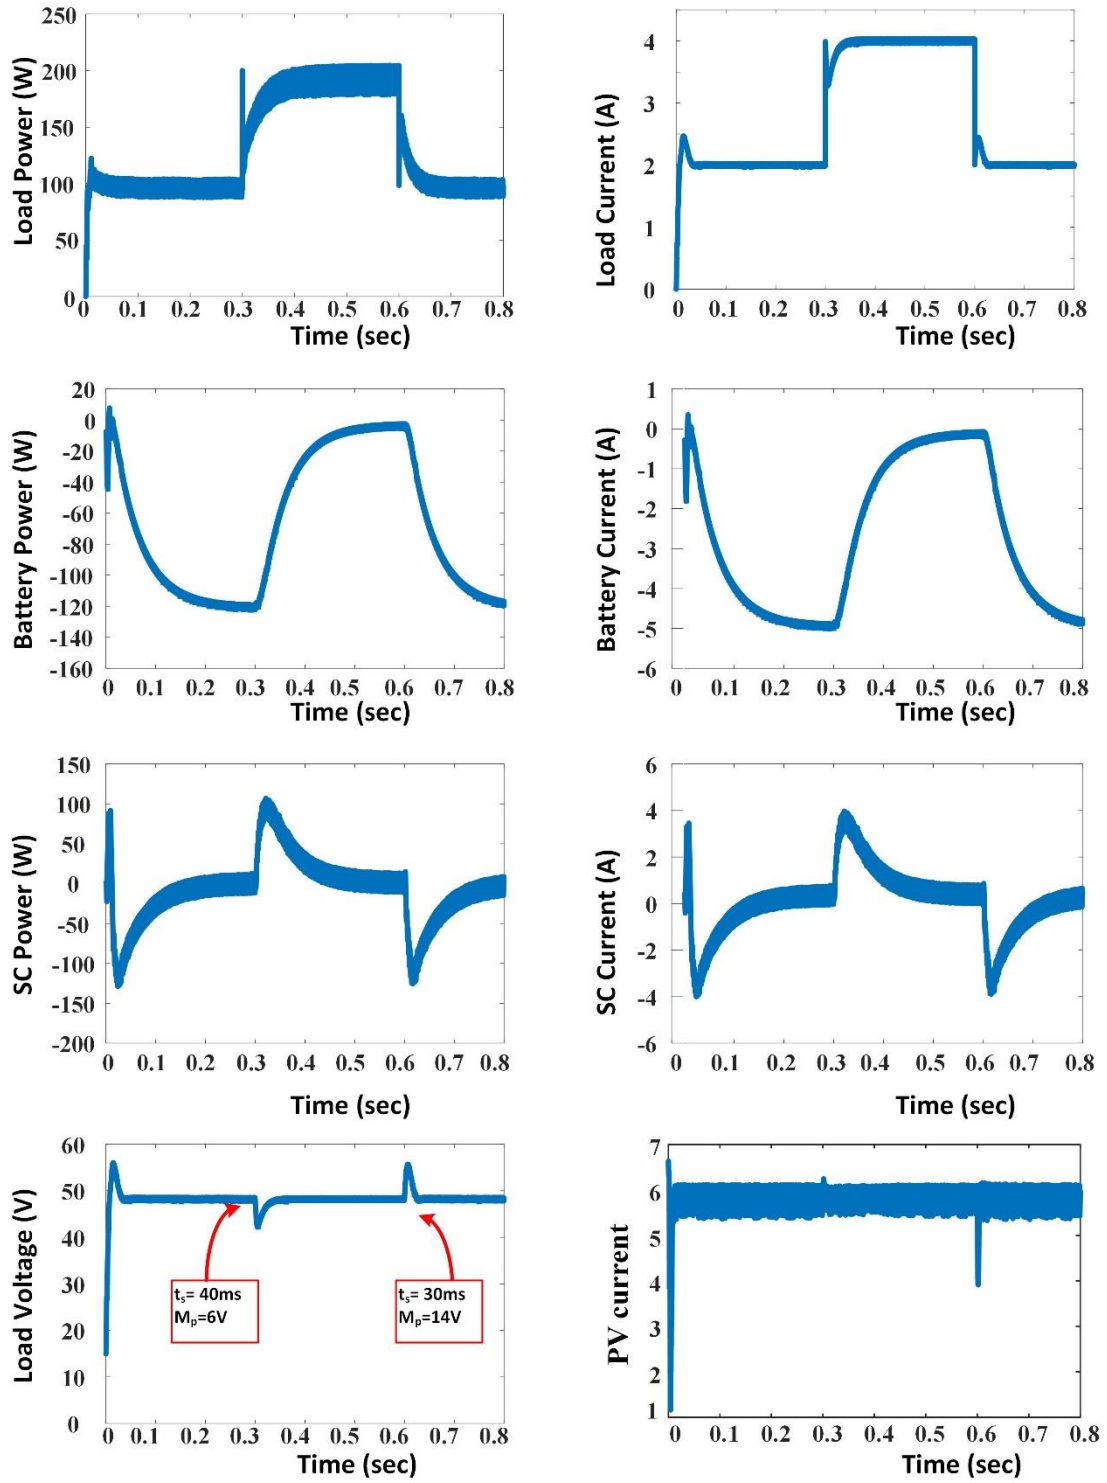 Load Power (W)
250
200
150
100
50
0
0 0.1 0.2 0.3 0.4 0.5 0.6 0.7 0.8
Time (sec)
Load Current (A)
4
3
2
1
0
0 0.1 0.2 0.3 0.4 0.5 0.6 0.7 0.8
Time (sec)
Battery Power (W)
20
0
-20
-40
-60
-80
-100
-120
-140
-160
0 0.1 0.2 0.3 0.4 0.5 0.6 0.7 0.8
Time (sec)
Battery Current (A)
1
0
-1
-2
-3
-4
-5
-6
0 0.1 0.2 0.3 0.4 0.5 0.6 0.7 0.8
Time (sec)
SC Power (W)
150
100
50
0
-50
-100
-150
-200
0 0.1 0.2 0.3 0.4 0.5 0.6 0.7 0.8
Time (sec)
SC Current (A)
6
4
2
0
-2
-4
-6
0 0.1 0.2 0.3 0.4 0.5 0.6 0.7 0.8
Time (sec)
Load Voltage (V)
60
50
40
30
20
10
0
tₛ= 40ms
Mₚ=6V
tₛ= 30ms
Mₚ=14V
0 0.1 0.2 0.3 0.4 0.5 0.6 0.7 0.8
Time (sec)
PV current
7
6
5
4
3
2
1
0 0.1 0.2 0.3 0.4 0.5 0.6 0.7 0.8
Time (sec)